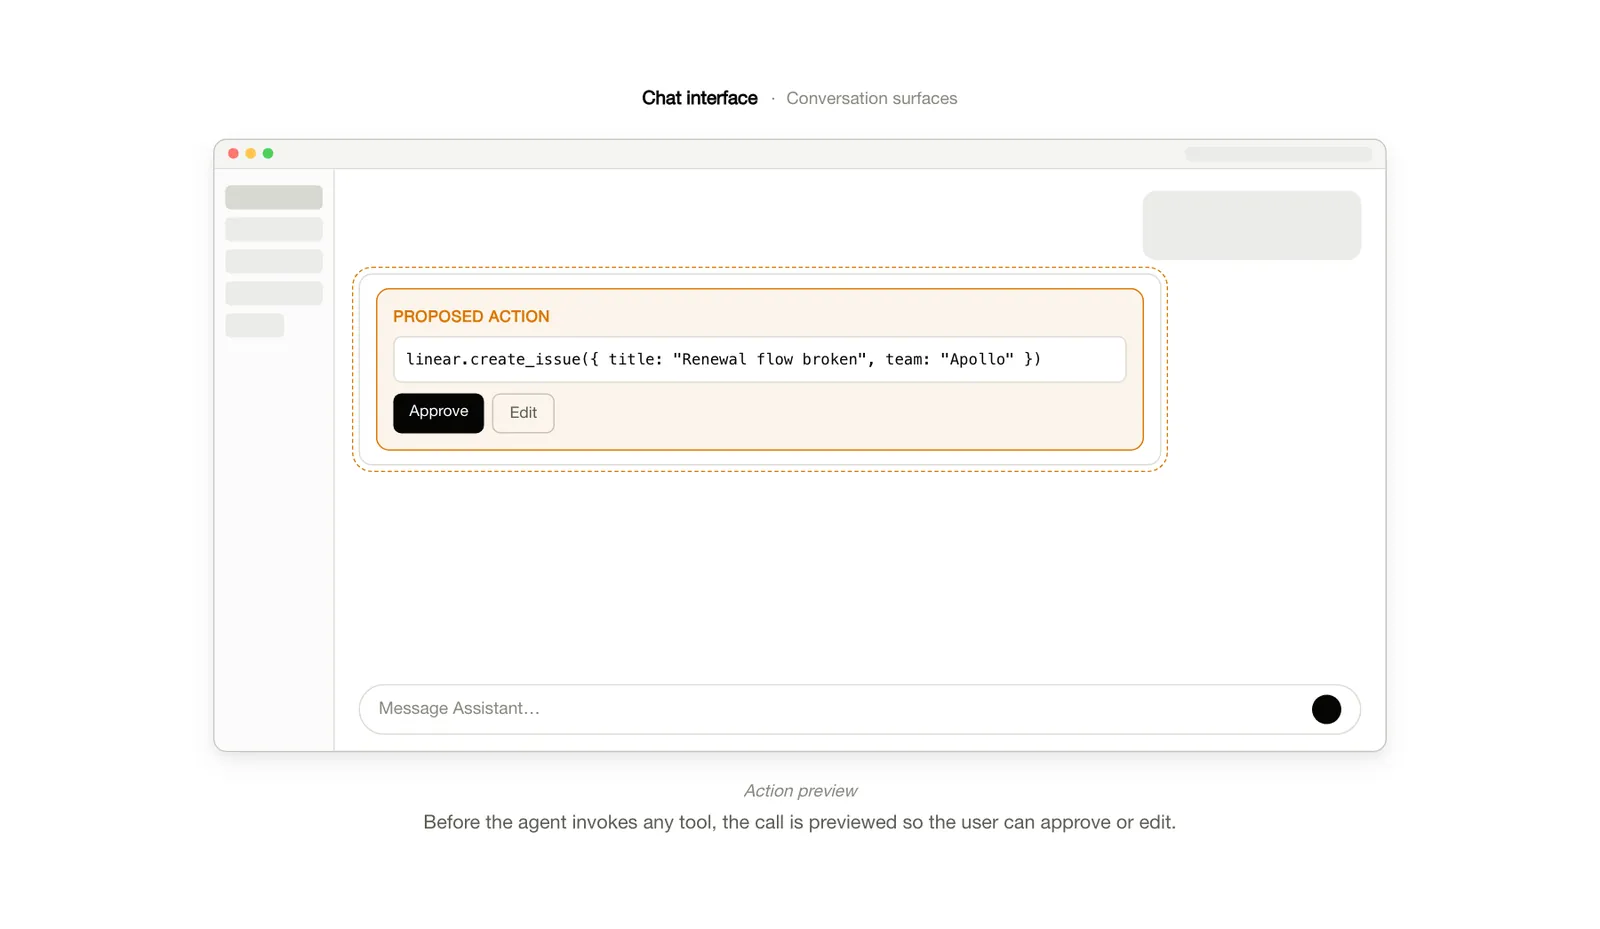 Chat interface · Conversation surfaces
PROPOSED ACTION
linear.create_issue({ title: "Renewal flow broken", team: "Apollo" })
Approve Edit
Message Assistant…
Action preview
Before the agent invokes any tool, the call is previewed so the user can approve or edit.